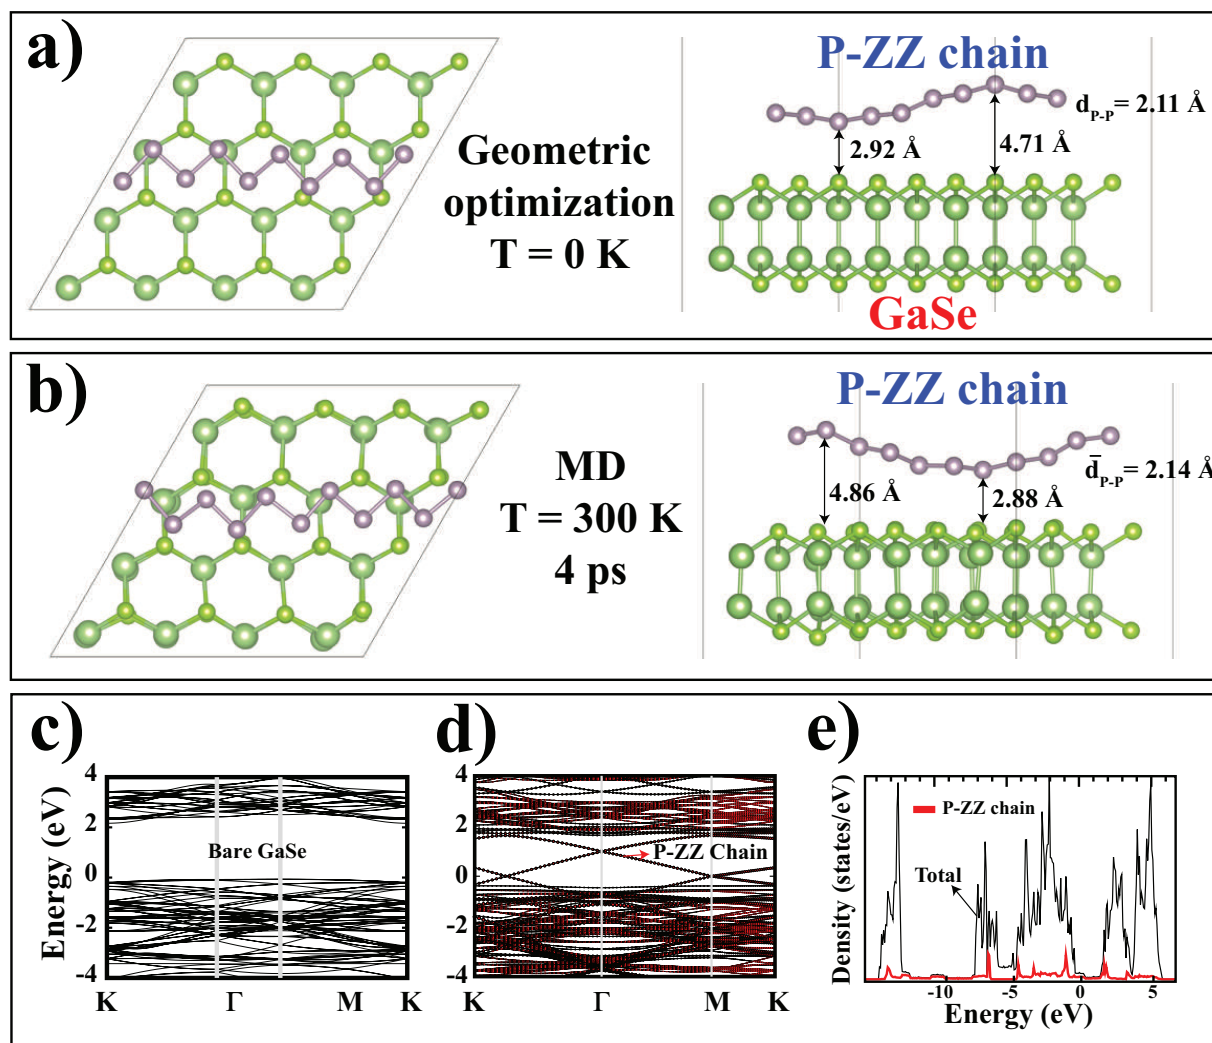 a)
P-ZZ chain
d_P-P = 2.11 Å
2.92 Å
4.71 Å
Geometric
optimization
T = 0 K
GaSe
b)
P-ZZ chain
d̄_P-P = 2.14 Å
4.86 Å
2.88 Å
MD
T = 300 K
4 ps
c)
Energy (eV)
4
2
0
-2
-4
Bare GaSe
K Γ M K
d)
4
2
0
-2
-4
P-ZZ Chain
K Γ M K
e)
Density (states/eV)
P-ZZ chain
Total
-10 -5 0 5
Energy (eV)